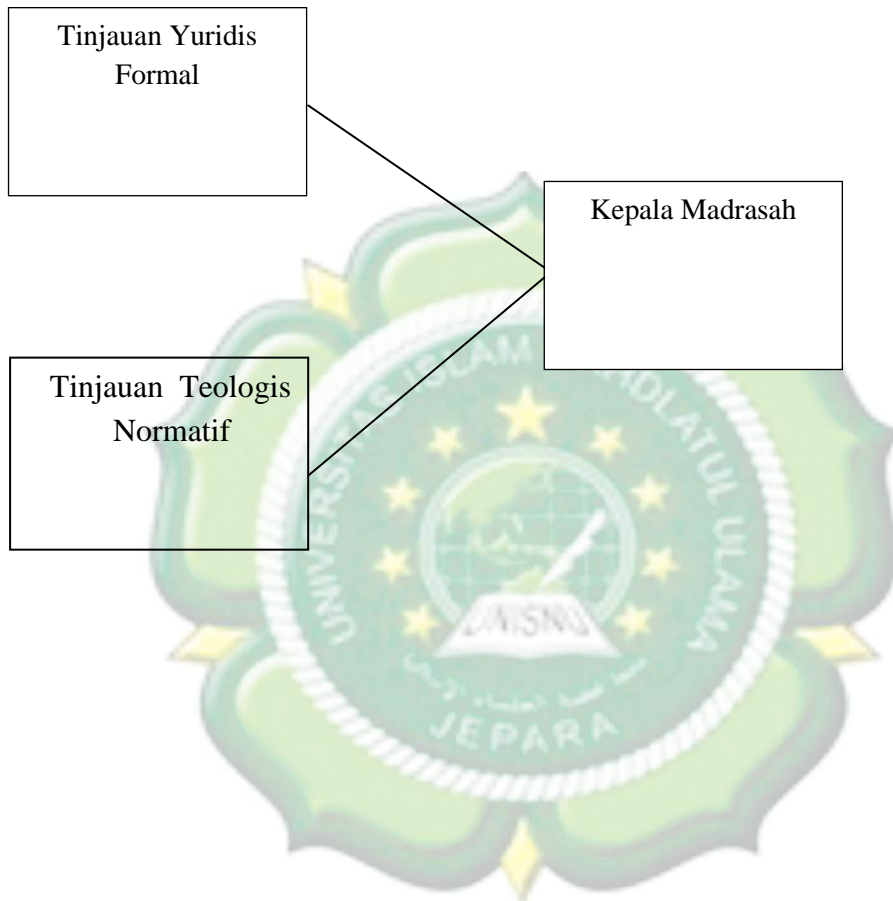 Tinjauan Yuridis
Formal
Kepala Madrasah
Tinjauan Teologis
Normatif
UNIVERSITAS ISLAM ULAMA
UNISNU
JEPARA